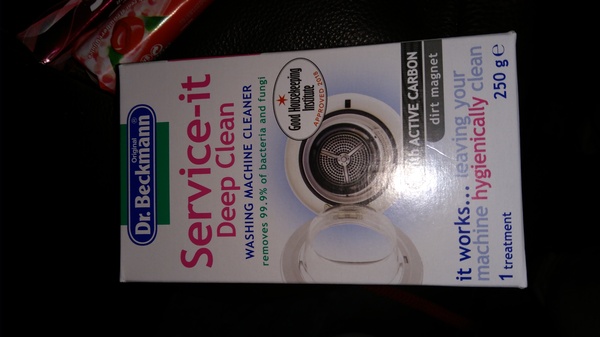 Original
Dr. Beckmann
Service-it
Deep Clean
WASHING MACHINE CLEANER
removes 99.9% of bacteria and fungi
Good Housekeeping
Institute
APPROVED 2016
ACTIVE CARBON
dirt magnet
it works... leaving your
machine hygienically clean
1 treatment
250 g e